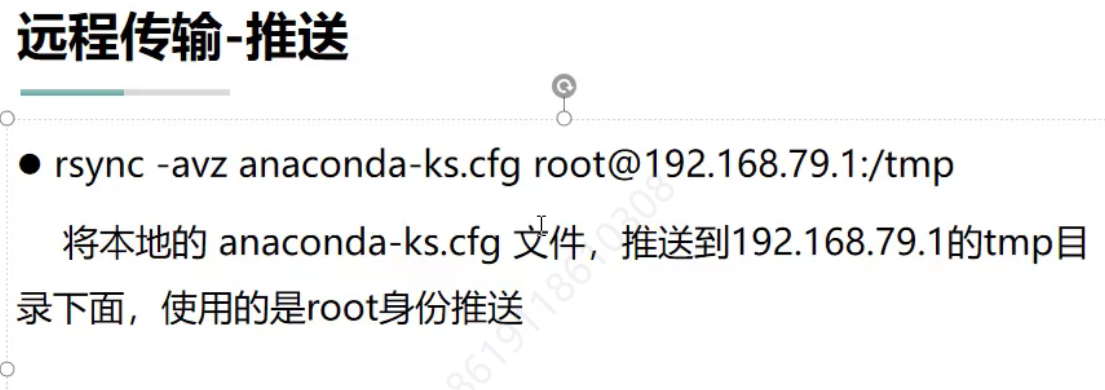 远程传输-推送
● rsync -avz anaconda-ks.cfg root@192.168.79.1:/tmp
将本地的 anaconda-ks.cfg 文件，推送到192.168.79.1的tmp目
录下面，使用的是root身份推送